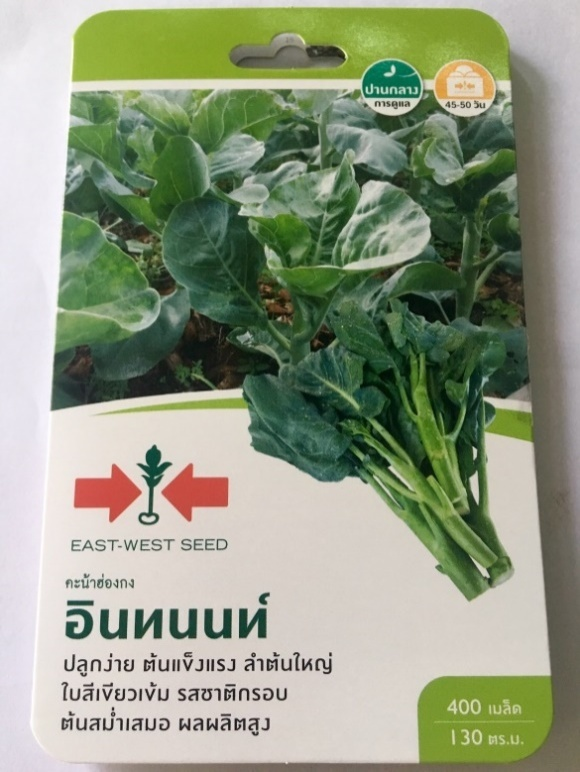 ปานกลาง
การดูแล
45-50 วัน
EAST-WEST SEED
คะน้าฮ่องกง
อินทนนท์
ปลูกง่าย ต้นแข็งแรง ลำต้นใหญ่
ใบสีเขียวเข้ม รสชาติกรอบ
ต้นสม่ำเสมอ ผลผลิตสูง
400 เมล็ด
130 ตร.ม.